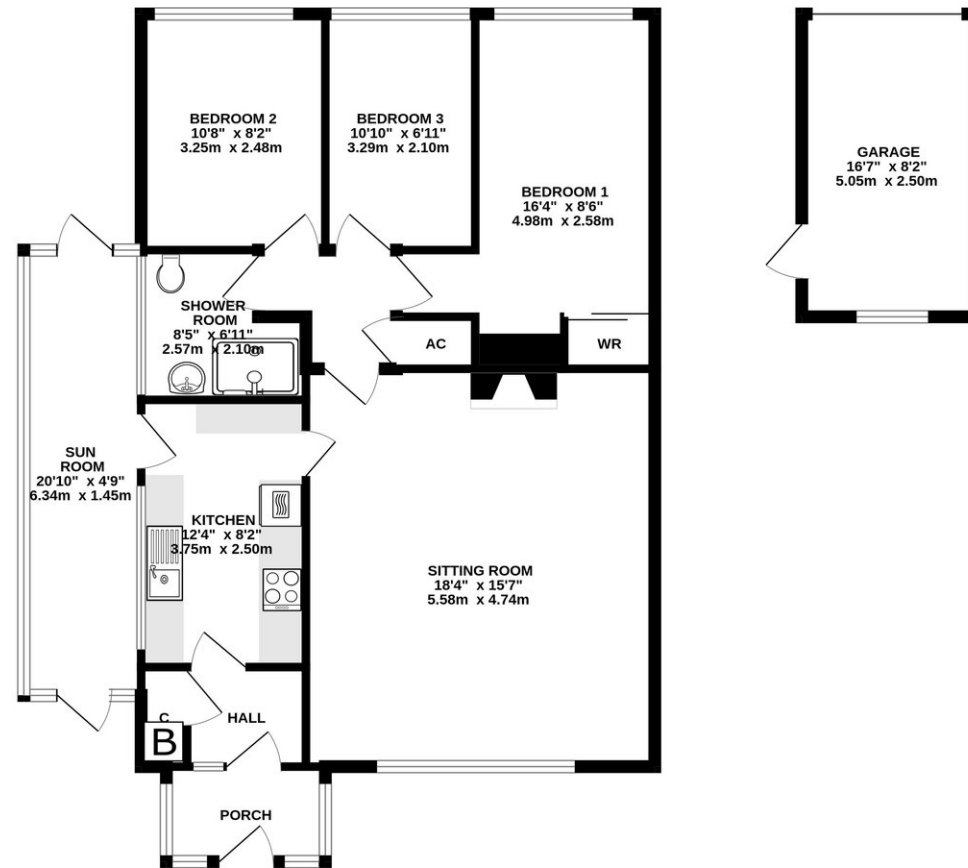 BEDROOM 2
10'8" x 8'2"
3.25m x 2.48m
BEDROOM 3
10'10" x 6'11"
3.29m x 2.10m
BEDROOM 1
16'4" x 8'6"
4.98m x 2.58m
GARAGE
16'7" x 8'2"
5.05m x 2.50m
SHOWER
ROOM
8'5" x 6'11"
2.57m x 2.10m
AC
WR
SUN
ROOM
20'10" x 4'9"
6.34m x 1.45m
KITCHEN
12'4" x 8'2"
3.75m x 2.50m
SITTING ROOM
18'4" x 15'7"
5.58m x 4.74m
C
HALL
B
PORCH